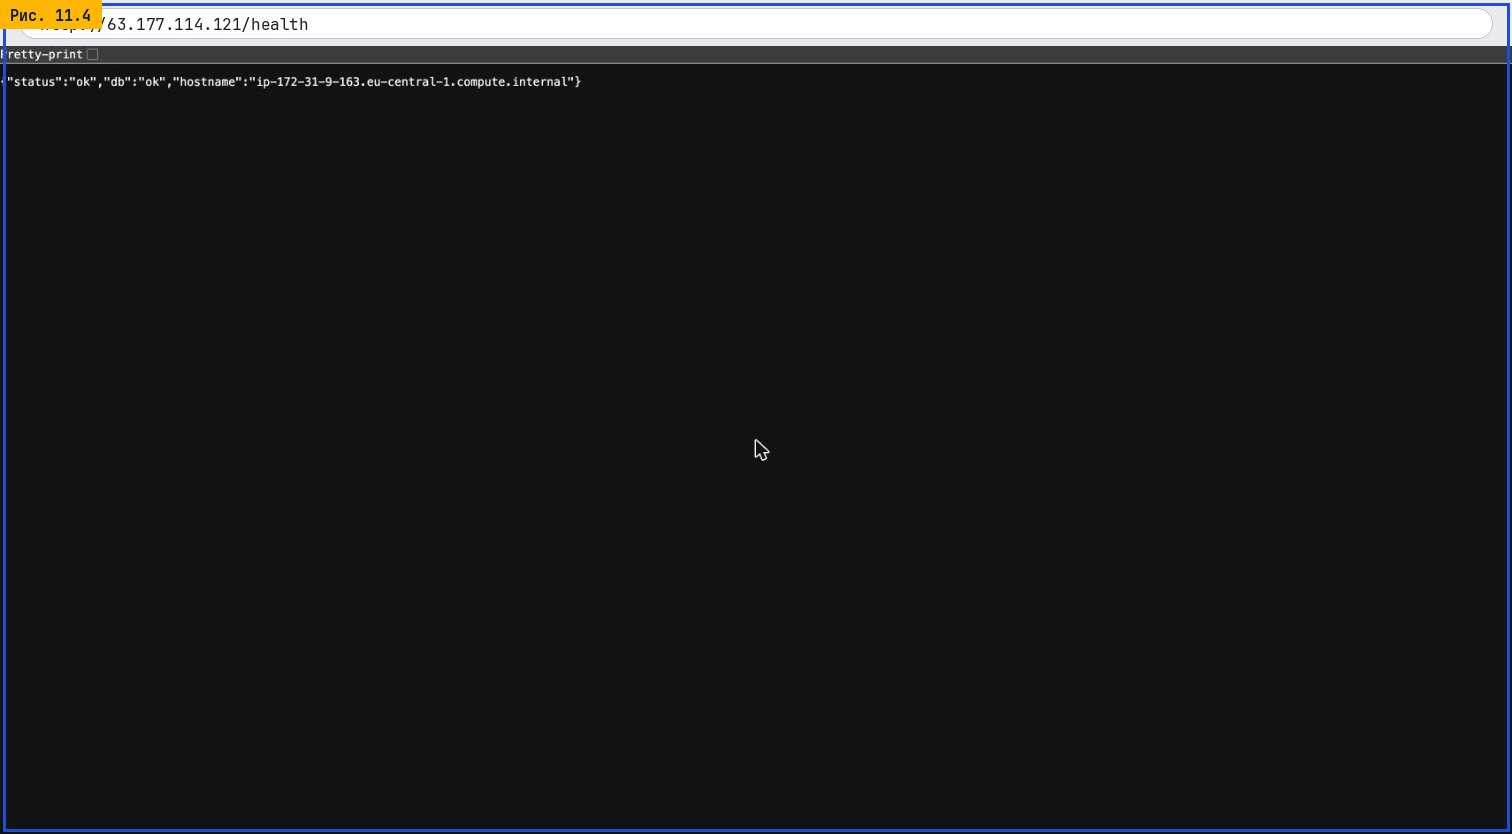 Рис. 11.4
63.177.114.121/health
Pretty-print
{"status":"ok","db":"ok","hostname":"ip-172-31-9-163.eu-central-1.compute.internal"}